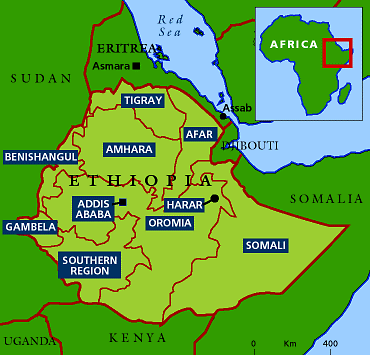 Red
Sea
AFRICA
ERITREA
Asmara
SUDAN
TIGRAY
Assab
AFAR
AMHARA
DJIBOUTI
BENISHANGUL
ETHIOPIA
SOMALIA
ADDIS
ABABA
HARAR
GAMBELA
OROMIA
SOMALI
SOUTHERN
REGION
UGANDA
KENYA
0 Km 400